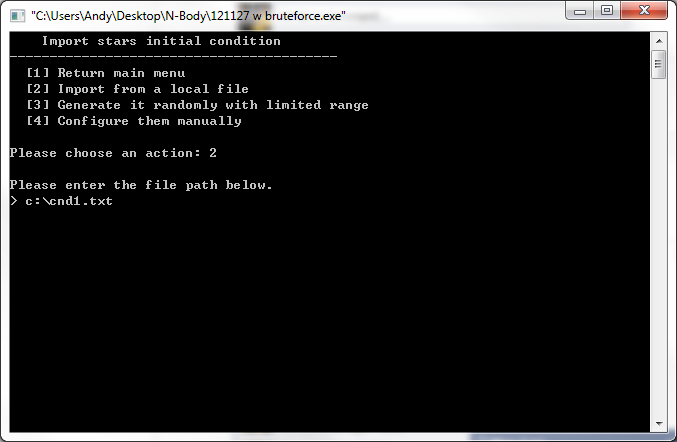 "C:\Users\Andy\Desktop\N-Body\121127 w bruteforce.exe"
Import stars initial condition
-----------------------------------------
[1] Return main menu
[2] Import from a local file
[3] Generate it randomly with limited range
[4] Configure them manually
Please choose an action: 2
Please enter the file path below.
> c:\cnd1.txt